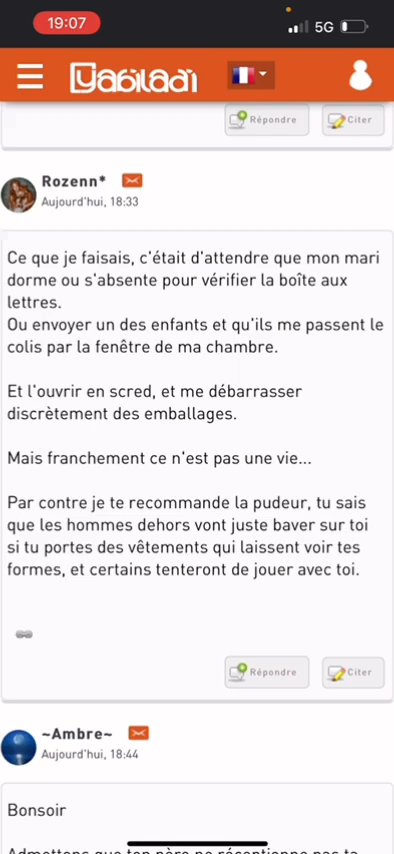 19:07
5G
Yabiladi
Répondre
Citer
Rozenn*
Aujourd'hui, 18:33
Ce que je faisais, c'était d'attendre que mon mari
dorme ou s'absente pour vérifier la boîte aux
lettres.
Ou envoyer un des enfants et qu'ils me passent le
colis par la fenêtre de ma chambre.
Et l'ouvrir en scred, et me débarrasser
discrètement des emballages.
Mais franchement ce n'est pas une vie...
Par contre je te recommande la pudeur, tu sais
que les hommes dehors vont juste baver sur toi
si tu portes des vêtements qui laissent voir tes
formes, et certains tenteront de jouer avec toi.
Répondre
Citer
~Ambre~
Aujourd'hui, 18:44
Bonsoir